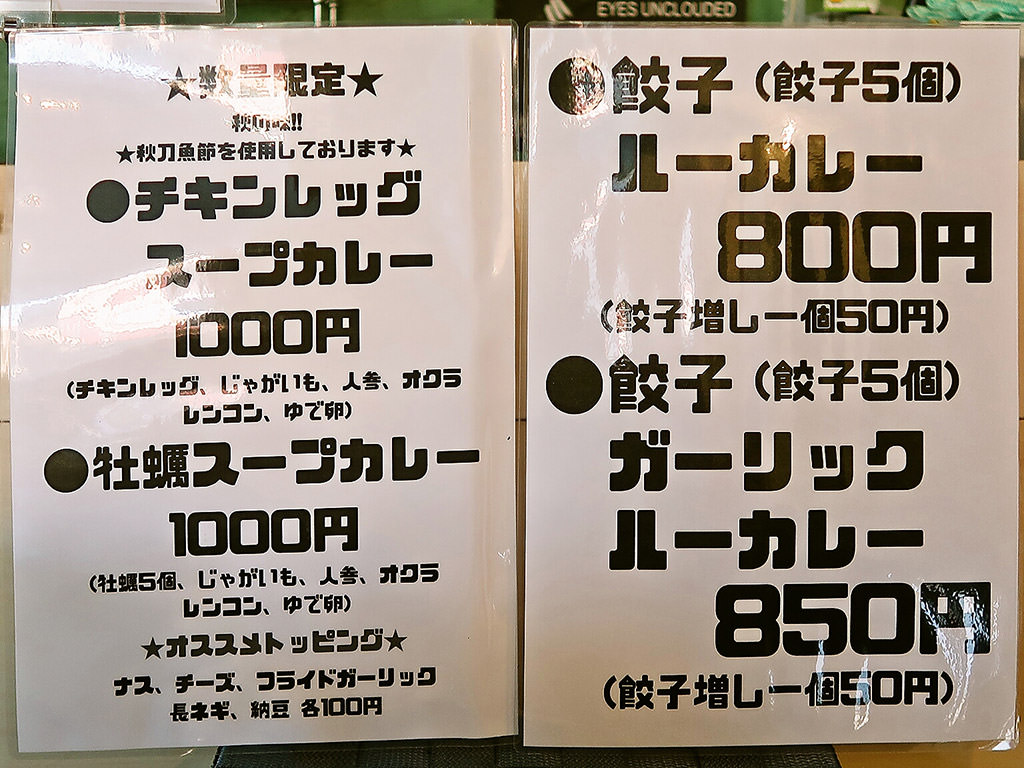 EYES UNCLOUDED
★数量限定★
秋の味!!
★秋刀魚節を使用しております★
●チキンレッグ
スープカレー
1000円
(チキンレッグ、じゃがいも、人参、オクラ
レンコン、ゆで卵)
●牡蠣スープカレー
1000円
(牡蠣5個、じゃがいも、人参、オクラ
レンコン、ゆで卵)
★オススメトッピング★
ナス、チーズ、フライドガーリック
長ネギ、納豆 各100円
●餃子(餃子5個)
ルーカレー
800円
(餃子増し一個50円)
●餃子(餃子5個)
ガーリック
ルーカレー
850円
(餃子増し一個50円)